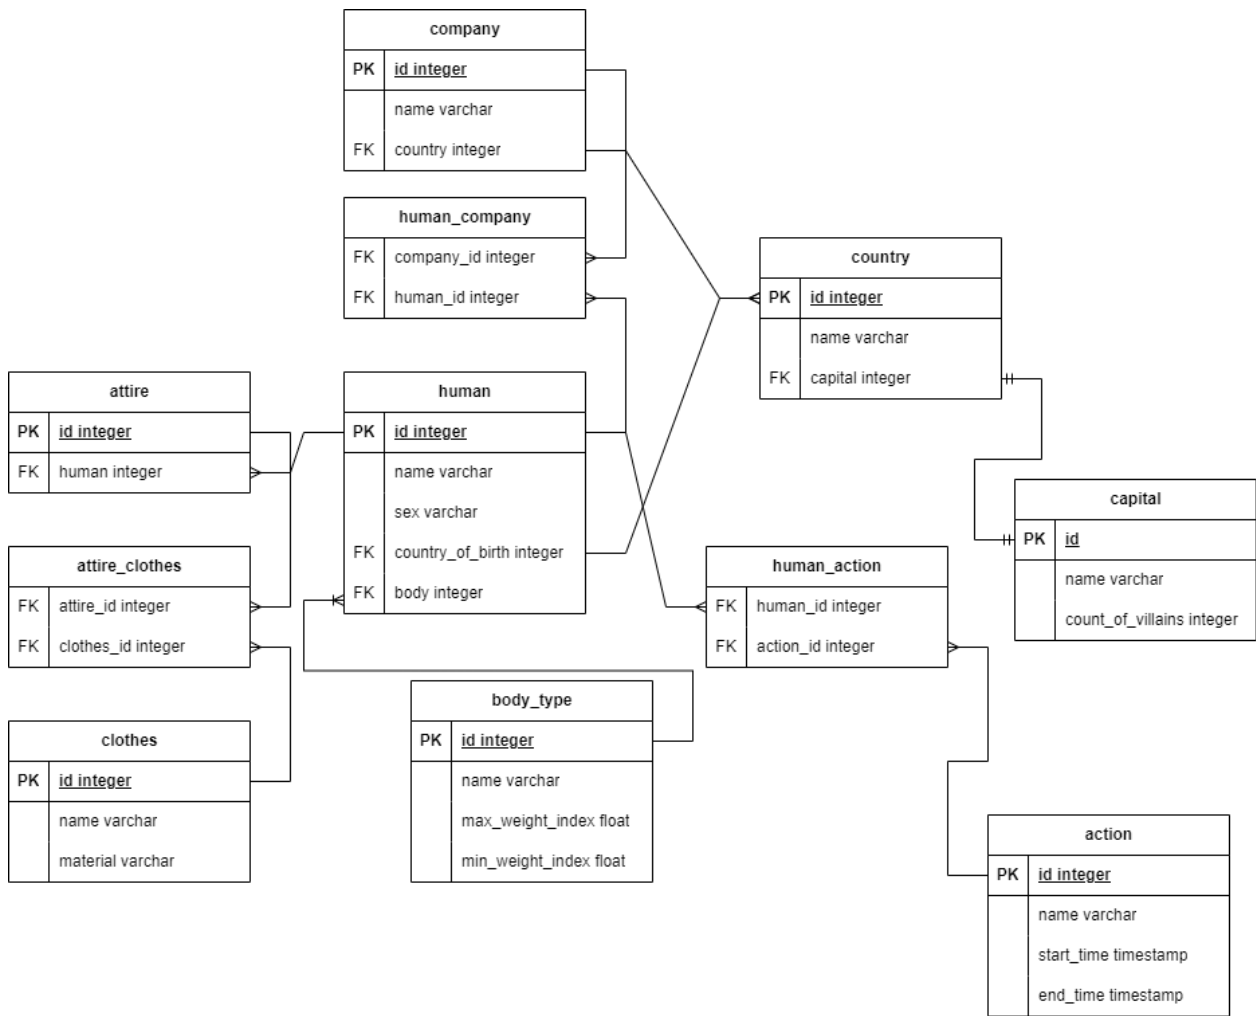 company
PK id integer
name varchar
FK country integer
human_company
FK company_id integer
FK human_id integer
country
PK id integer
name varchar
FK capital integer
attire
PK id integer
FK human integer
human
PK id integer
name varchar
sex varchar
FK country_of_birth integer
FK body integer
capital
PK id
name varchar
count_of_villains integer
attire_clothes
FK attire_id integer
FK clothes_id integer
human_action
FK human_id integer
FK action_id integer
body_type
PK id integer
name varchar
max_weight_index float
min_weight_index float
clothes
PK id integer
name varchar
material varchar
action
PK id integer
name varchar
start_time timestamp
end_time timestamp